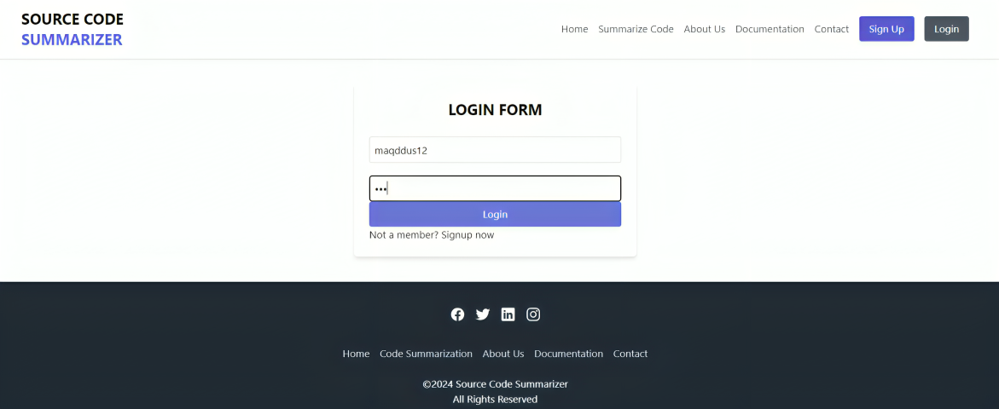 SOURCE CODE
SUMMARIZER
Home Summarize Code About Us Documentation Contact Sign Up Login
LOGIN FORM
maqddus12
•••
Login
Not a member? Signup now
Home Code Summarization About Us Documentation Contact
©2024 Source Code Summarizer
All Rights Reserved